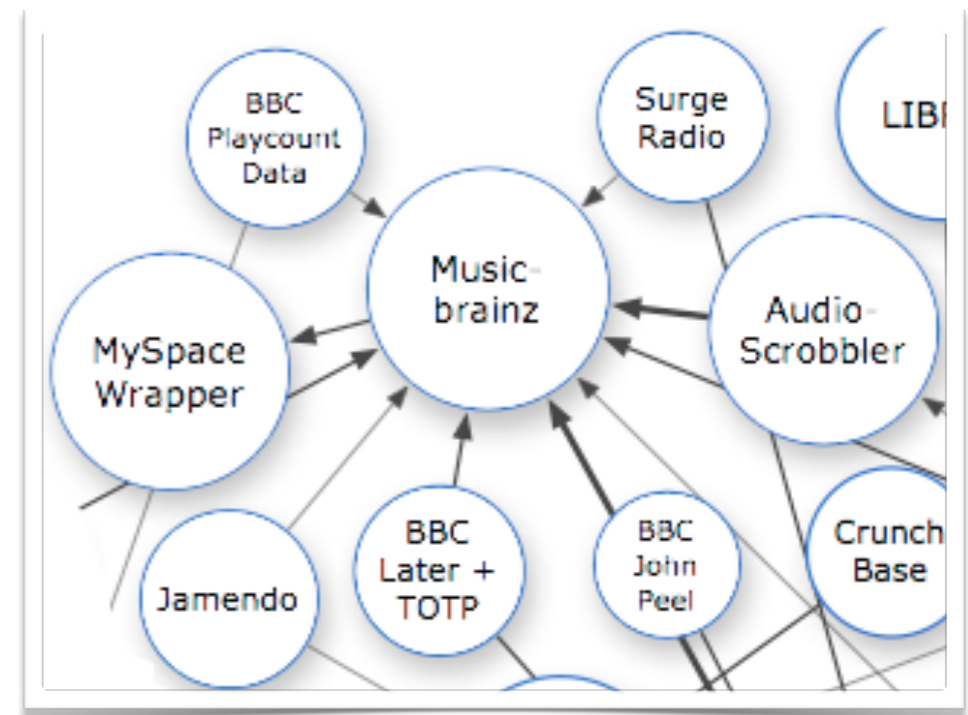 BBC
Playcount
Data
Surge
Radio
Music-
brainz
Audio-
Scrobbler
MySpace
Wrapper
BBC
Later +
TOTP
BBC
John
Peel
Crunch
Base
Jamendo